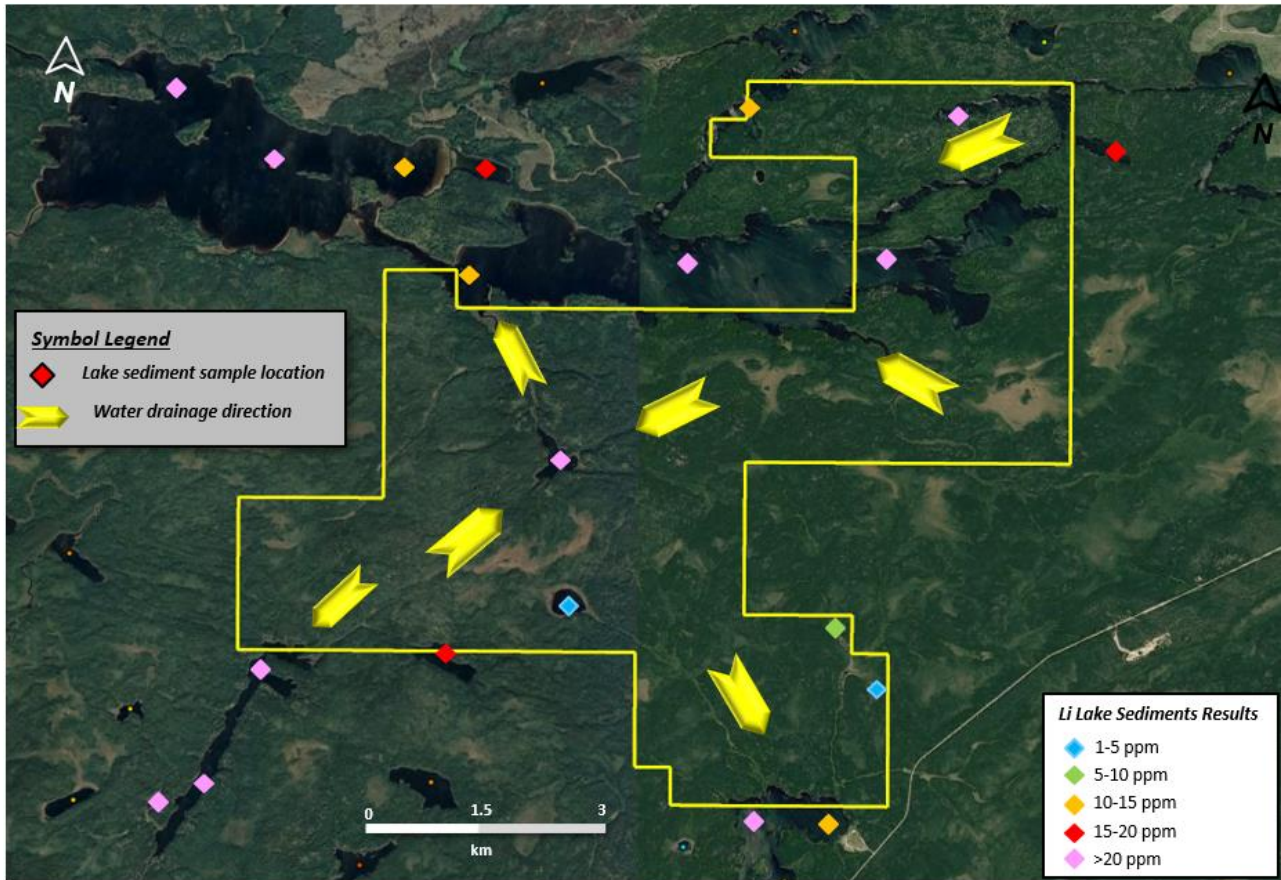 N
N
Symbol Legend
Lake sediment sample location
Water drainage direction
Li Lake Sediments Results
1-5 ppm
5-10 ppm
10-15 ppm
15-20 ppm
>20 ppm
0 1.5 3
km